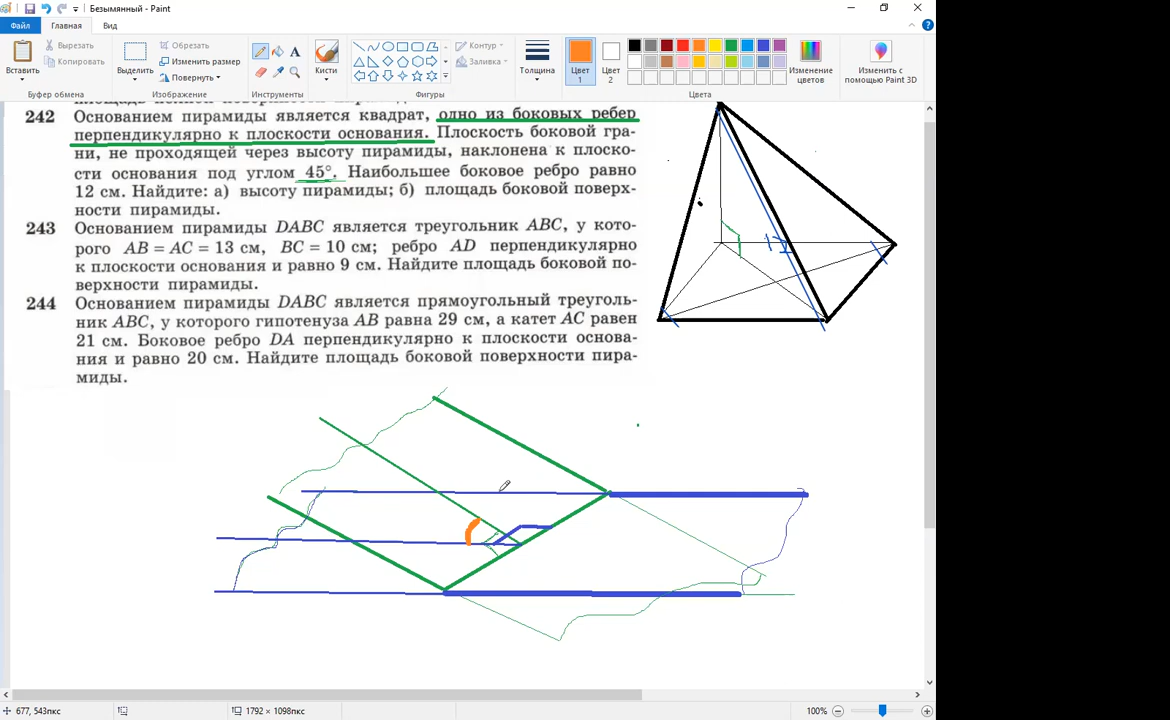 Безымянный - Paint
Файл
Главная
Вид
Вставить
Вырезать
Копировать
Буфер обмена
Выделить
Обрезать
Изменить размер
Повернуть
Изображение
A
Инструменты
Кисти
Контур
Заливка
Фигуры
Толщина
Цвет 1
Цвет 2
Цвета
Изменение цветов
Изменить с помощью Paint 3D
242 Основанием пирамиды является квадрат, одно из боковых ребер
перпендикулярно к плоскости основания. Плоскость боковой гра-
ни, не проходящей через высоту пирамиды, наклонена к плоско-
сти основания под углом 45°. Наибольшее боковое ребро равно
12 см. Найдите: а) высоту пирамиды; б) площадь боковой поверх-
ности пирамиды.
243 Основанием пирамиды DABC является треугольник ABC, у кото-
рого AB = AC = 13 см, BC = 10 см; ребро AD перпендикулярно
к плоскости основания и равно 9 см. Найдите площадь боковой по-
верхности пирамиды.
244 Основанием пирамиды DABC является прямоугольный треуголь-
ник ABC, у которого гипотенуза AB равна 29 см, а катет AC равен
21 см. Боковое ребро DA перпендикулярно к плоскости основа-
ния и равно 20 см. Найдите площадь боковой поверхности пира-
миды.
12
677, 543пкс
1792 × 1098пкс
100%